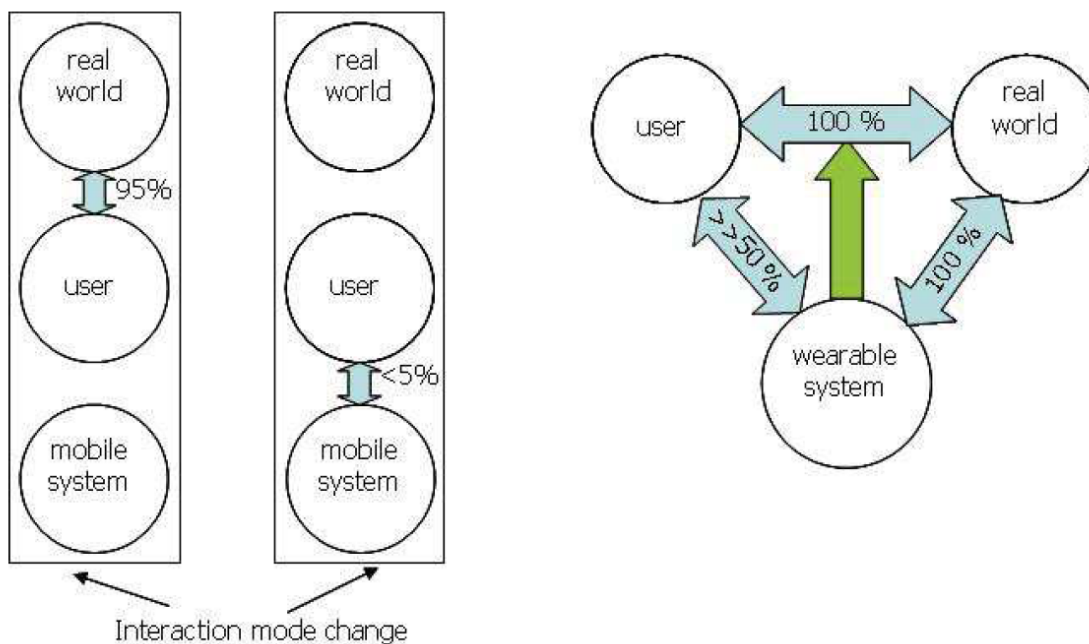 real
world
95%
user
mobile
system
real
world
user
<5%
mobile
system
Interaction mode change
user
100 %
real
world
>>50 %
100 %
wearable
system